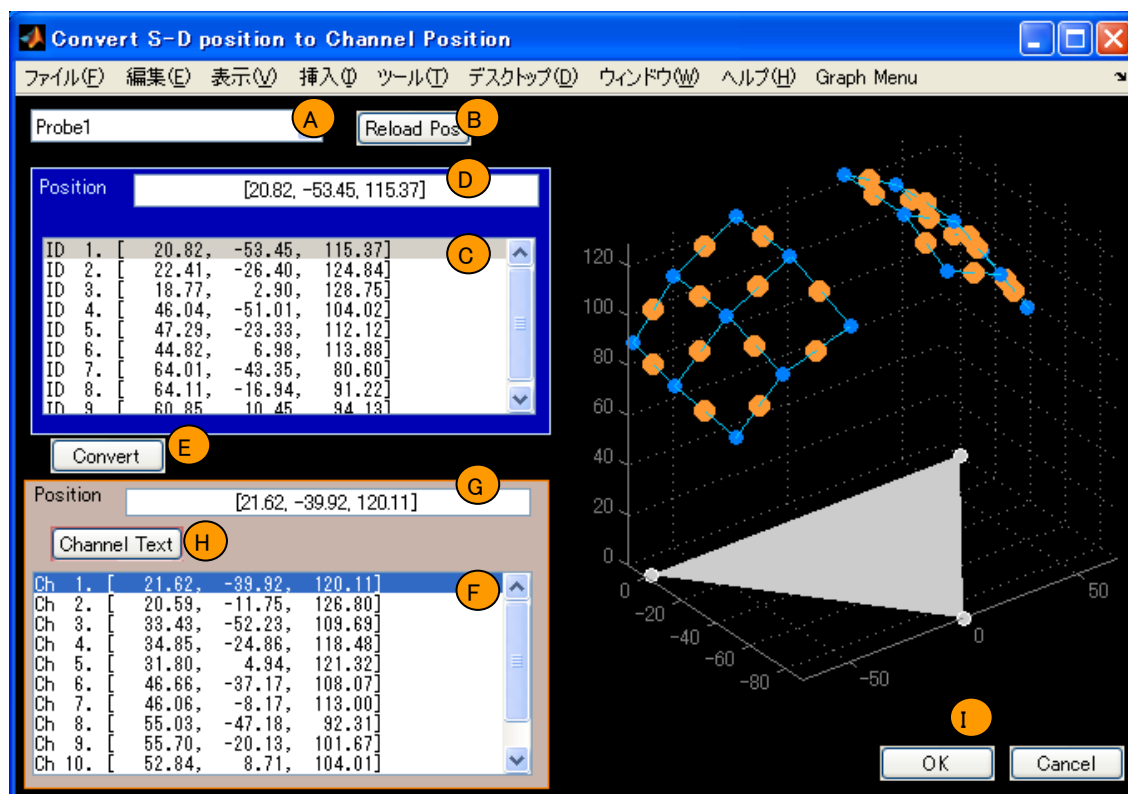 Convert S-D position to Channel Position
ファイル(F) 編集(E) 表示(V) 挿入(I) ツール(T) デスクトップ(D) ウィンドウ(W) ヘルプ(H) Graph Menu
Probe1 A
Reload Pos B
Position [20.82, -53.45, 115.37] D
C
ID 1. [ 20.82, -53.45, 115.37]
ID 2. [ 22.41, -26.40, 124.84]
ID 3. [ 18.77, 2.90, 128.75]
ID 4. [ 46.04, -51.01, 104.02]
ID 5. [ 47.29, -23.33, 112.12]
ID 6. [ 44.82, 6.98, 113.88]
ID 7. [ 64.01, -43.35, 80.60]
ID 8. [ 64.11, -16.94, 91.22]
ID 9. [ 60.85, 10.45, 94.13]
Convert E
Position [21.62, -39.92, 120.11] G
Channel Text H
F
Ch 1. [ 21.62, -39.92, 120.11]
Ch 2. [ 20.59, -11.75, 126.80]
Ch 3. [ 33.43, -52.23, 109.69]
Ch 4. [ 34.85, -24.86, 118.48]
Ch 5. [ 31.80, 4.94, 121.32]
Ch 6. [ 46.66, -37.17, 108.07]
Ch 7. [ 46.06, -8.17, 113.00]
Ch 8. [ 55.03, -47.18, 92.31]
Ch 9. [ 55.70, -20.13, 101.67]
Ch 10. [ 52.84, 8.71, 104.01]
120
100
80
60
40
20
0
0
-20
-40
-60
-80
-50
0
50
I
OK Cancel